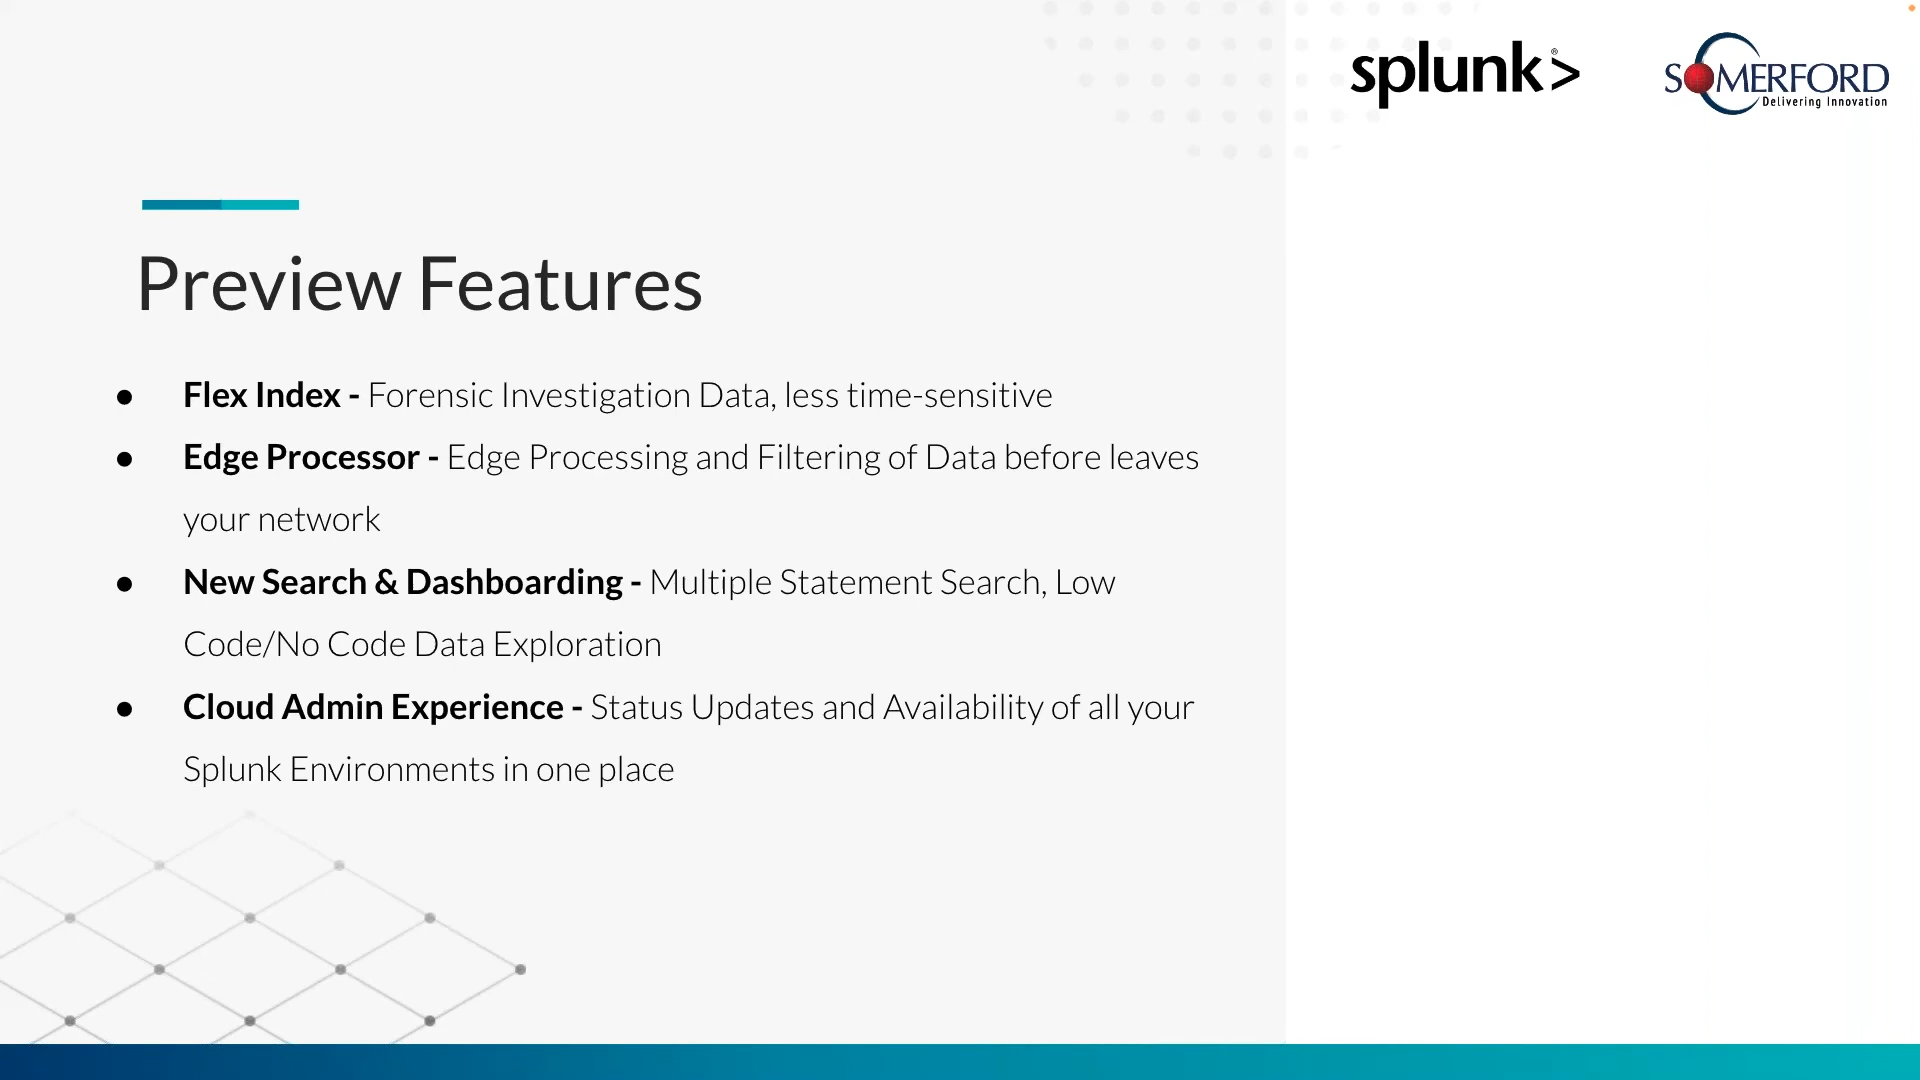 splunk>
SOMERFORD
Delivering Innovation
Preview Features
● Flex Index - Forensic Investigation Data, less time-sensitive
● Edge Processor - Edge Processing and Filtering of Data before leaves
your network
● New Search & Dashboarding - Multiple Statement Search, Low
Code/No Code Data Exploration
● Cloud Admin Experience - Status Updates and Availability of all your
Splunk Environments in one place